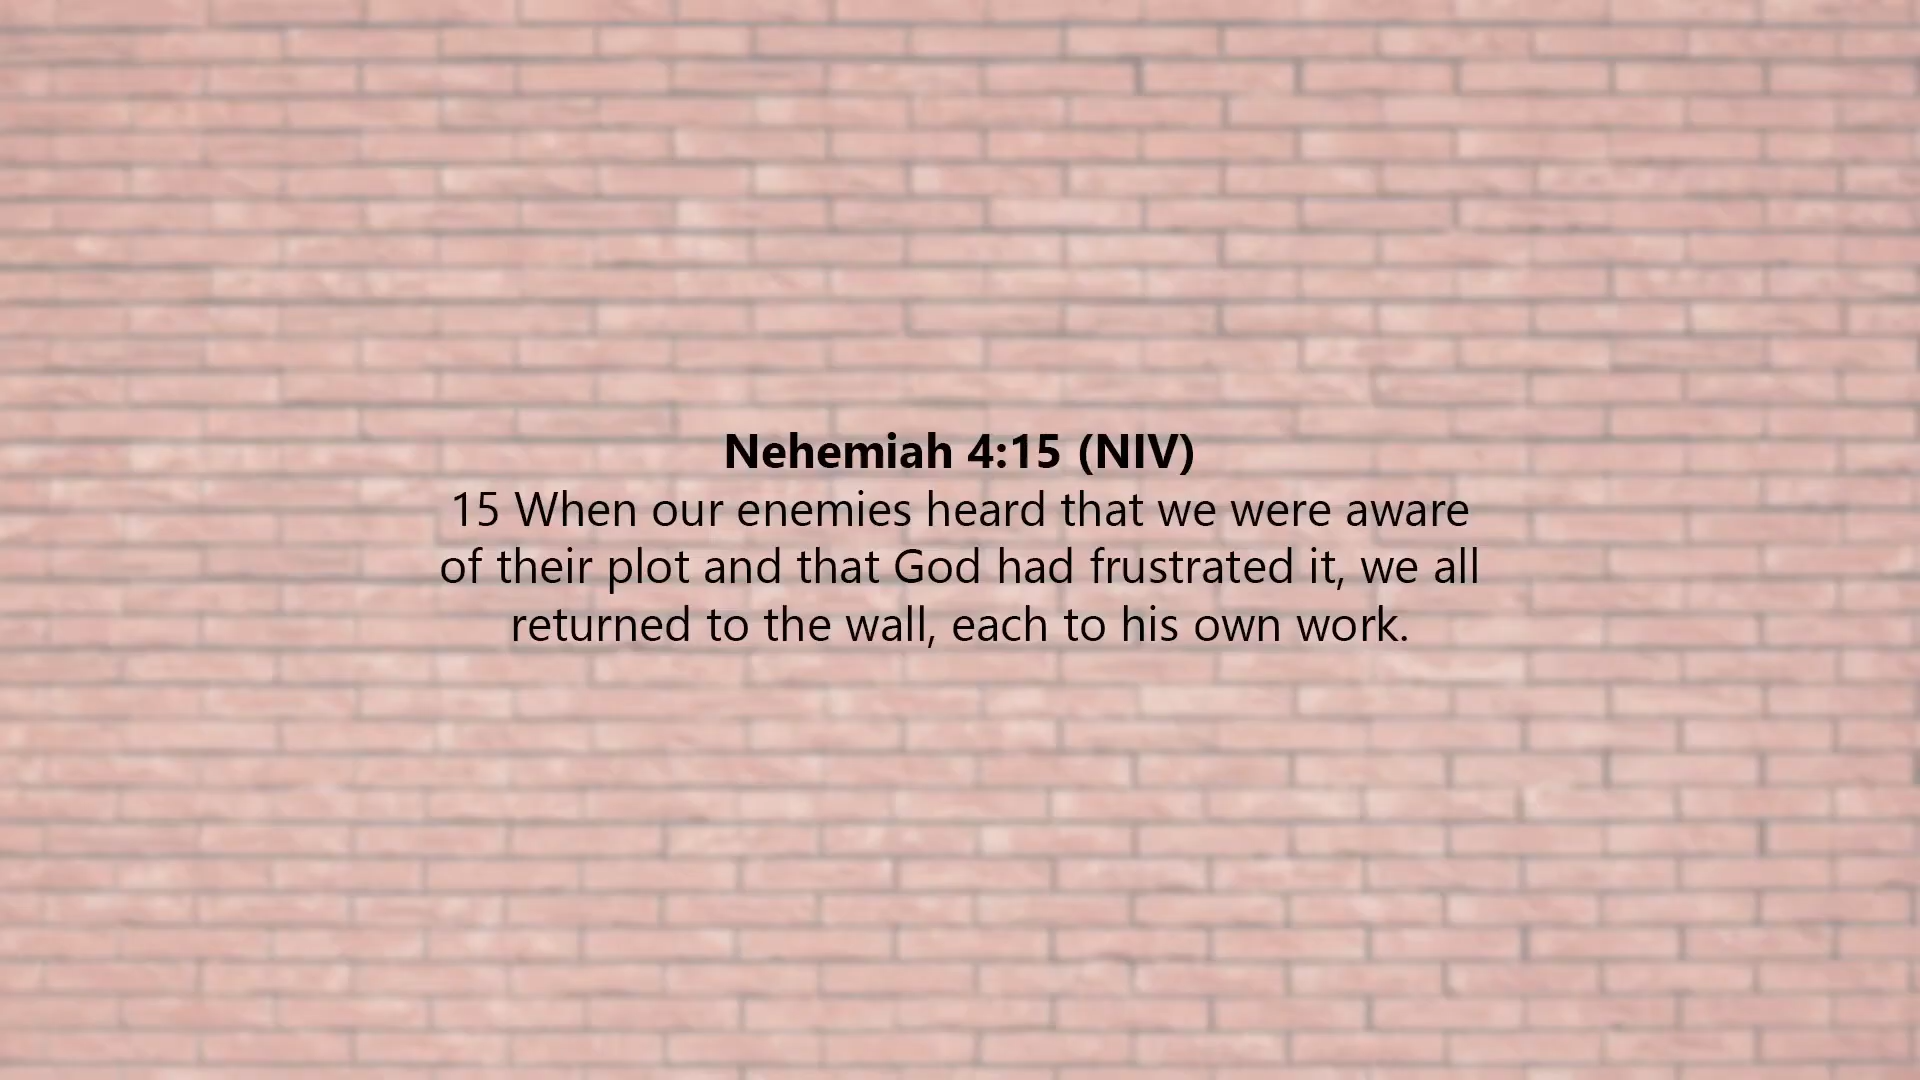 Nehemiah 4:15 (NIV)
15 When our enemies heard that we were aware
of their plot and that God had frustrated it, we all
returned to the wall, each to his own work.